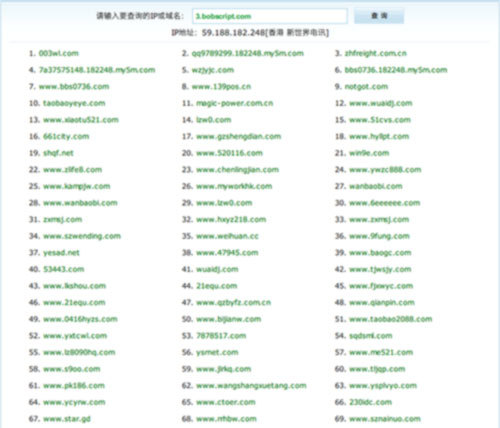 请输入要查询的IP或域名: 3.bobscript.com 查 询
IP地址: 59.188.182.248[香港 新世界电讯]
1. 003wl.com 2. qq9789299.182248.my5m.com 3. zhfreight.com.cn
4. 7a37575148.182248.my5m.com 5. wzjyjc.com 6. bbs0736.182248.my5m.com
7. www.bbs0736.com 8. www.139pos.cn 9. notgot.com
10. taobaoyeye.com 11. magic-power.com.cn 12. www.wuaidj.com
13. www.xiaotu521.com 14. lzw0.com 15. www.51cvs.com
16. 661city.com 17. www.gzshengdian.com 18. www.hyllpt.com
19. shqf.net 20. www.520116.com 21. win9e.com
22. www.zlife8.com 23. www.chenlingjian.com 24. www.ywzc888.com
25. www.kampjw.com 26. www.myworkhk.com 27. wanbaobi.com
28. www.wanbaobi.com 29. www.lzw0.com 30. www.6eeeeee.com
31. zxmsj.com 32. www.hxyz218.com 33. www.zxmsj.com
34. www.szwending.com 35. www.weihuan.cc 36. www.9fung.com
37. yesad.net 38. www.47945.com 39. www.baogc.com
40. 53443.com 41. wuaidj.com 42. www.tjwsjy.com
43. www.lkshou.com 44. 21equ.com 45. www.fjxwyc.com
46. www.21equ.com 47. www.qzbyfz.com.cn 48. www.qianpin.com
49. www.0416hyzs.com 50. www.bijianw.com 51. www.taobao2088.com
52. www.yxtcwl.com 53. 7878517.com 54. sqdsml.com
55. www.lz8090hq.com 56. ysmet.com 57. www.me521.com
58. www.s9oo.com 59. www.jlrkq.com 60. www.tljqp.com
61. www.pk186.com 62. www.wangshangxuetang.com 63. www.ysplvyo.com
64. www.ycynw.com 65. www.ctoer.com 66. 230idc.com
67. www.star.gd 68. www.rrhbw.com 69. www.sznainuo.com